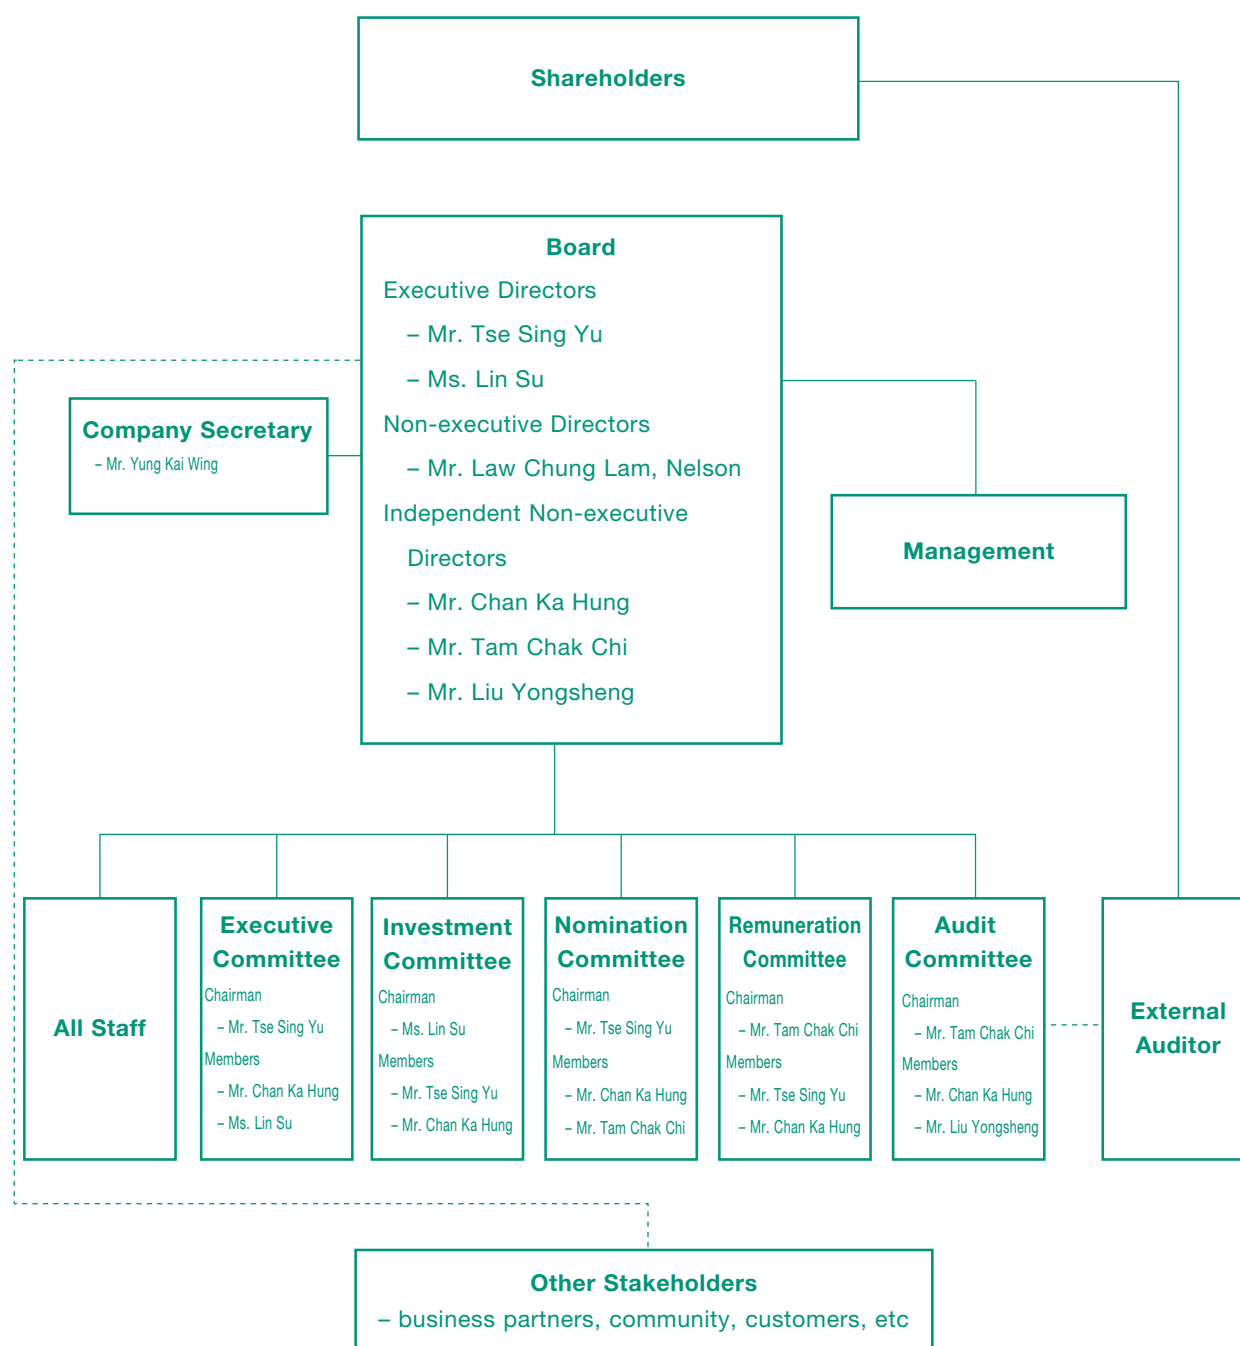 Shareholders
Board
Executive Directors
– Mr. Tse Sing Yu
– Ms. Lin Su
Non-executive Directors
– Mr. Law Chung Lam, Nelson
Independent Non-executive
Directors
– Mr. Chan Ka Hung
– Mr. Tam Chak Chi
– Mr. Liu Yongsheng
Company Secretary
– Mr. Yung Kai Wing
Management
All Staff
Executive
Committee
Chairman
– Mr. Tse Sing Yu
Members
– Mr. Chan Ka Hung
– Ms. Lin Su
Investment
Committee
Chairman
– Ms. Lin Su
Members
– Mr. Tse Sing Yu
– Mr. Chan Ka Hung
Nomination
Committee
Chairman
– Mr. Tse Sing Yu
Members
– Mr. Chan Ka Hung
– Mr. Tam Chak Chi
Remuneration
Committee
Chairman
– Mr. Tam Chak Chi
Members
– Mr. Tse Sing Yu
– Mr. Chan Ka Hung
Audit
Committee
Chairman
– Mr. Tam Chak Chi
Members
– Mr. Chan Ka Hung
– Mr. Liu Yongsheng
External
Auditor
Other Stakeholders
– business partners, community, customers, etc